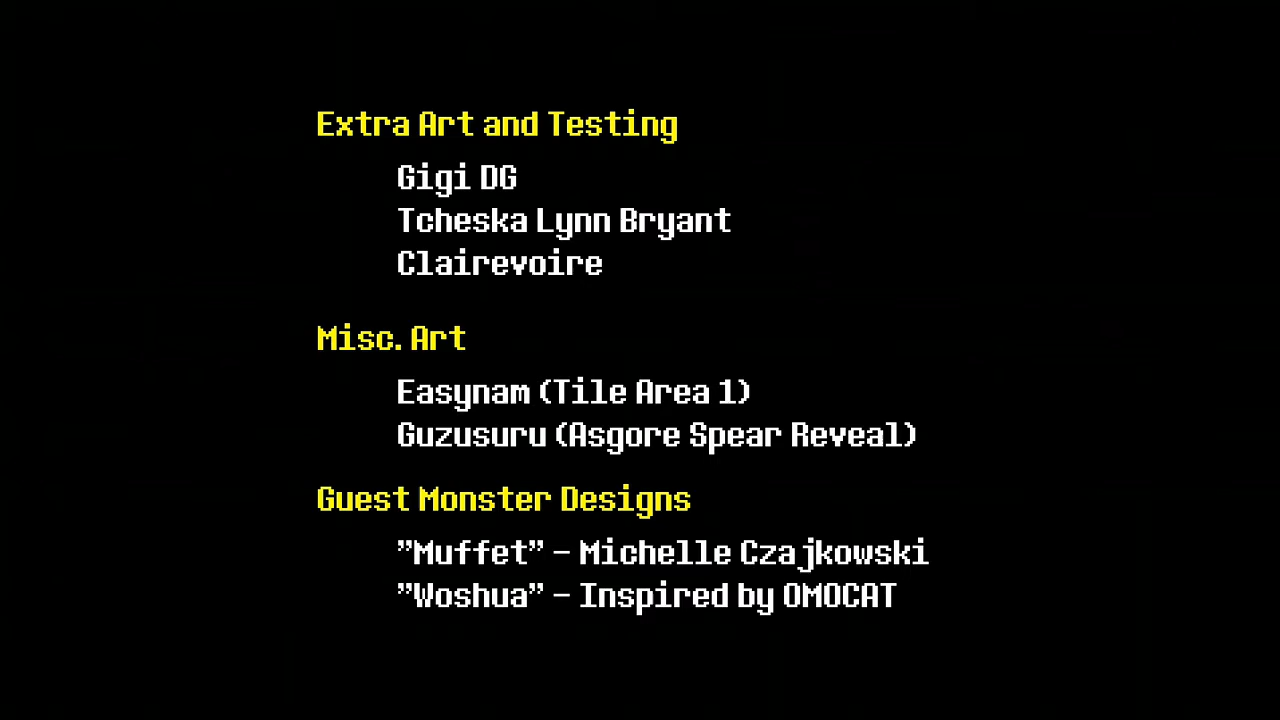 Extra Art and Testing
Gigi DG
Tcheska Lynn Bryant
Clairevoire
Misc. Art
Easynam (Tile Area 1)
Guzusuru (Asgore Spear Reveal)
Guest Monster Designs
”Muffet” - Michelle Czajkowski
”Woshua” - Inspired by OMOCAT